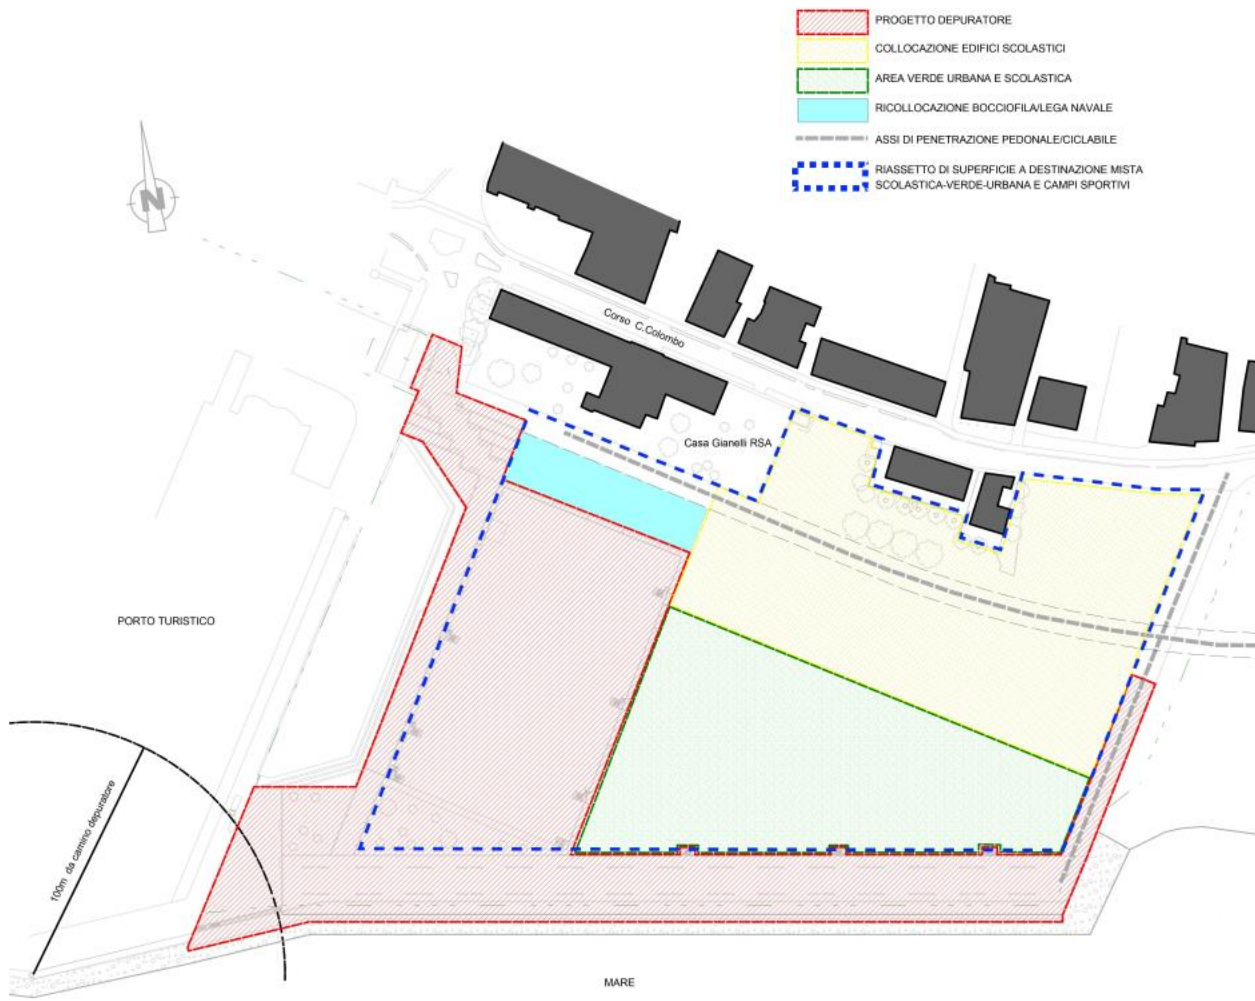 PROGETTO DEPURATORE
COLLOCAZIONE EDIFICI SCOLASTICI
AREA VERDE URBANA E SCOLASTICA
RICOLLOCAZIONE BOCCIOFILA/LEGA NAVALE
ASSI DI PENETRAZIONE PEDONALE/CICLABILE
RIASSETTO DI SUPERFICIE A DESTINAZIONE MISTA
SCOLASTICA-VERDE-URBANA E CAMPI SPORTIVI
N
Corso C.Colombo
Casa Gianelli RSA
PORTO TURISTICO
100m da camino depuratore
MARE